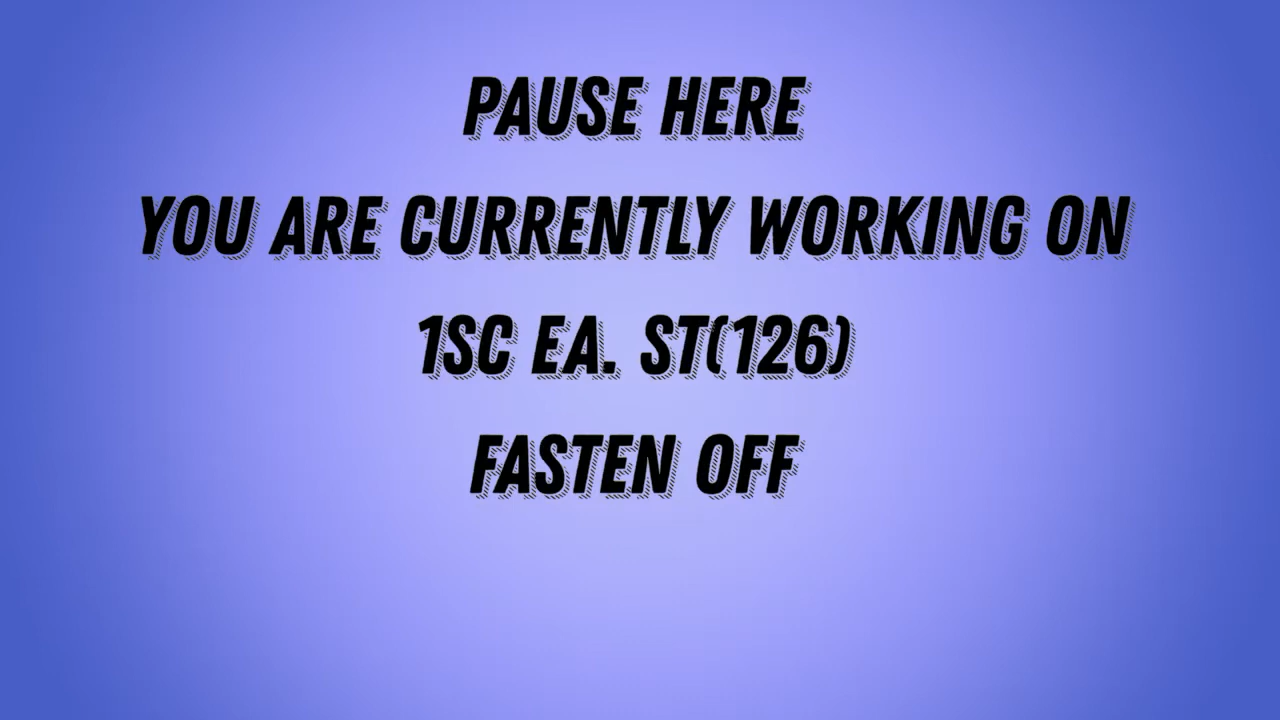 PAUSE HERE
YOU ARE CURRENTLY WORKING ON
1SC EA. ST(126)
FASTEN OFF